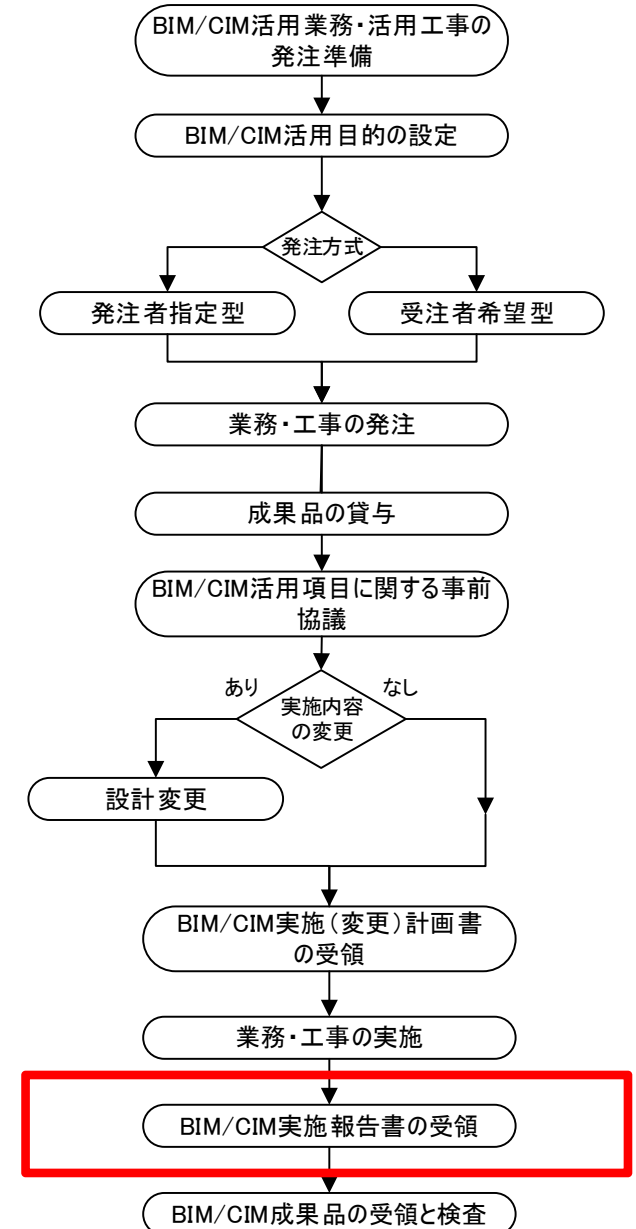 BIM/CIM活用業務・活用工事の
発注準備
BIM/CIM活用目的の設定
発注方式
発注者指定型
受注者希望型
業務・工事の発注
成果品の貸与
BIM/CIM活用項目に関する事前
協議
あり
なし
実施内容
の変更
設計変更
BIM/CIM実施(変更)計画書
の受領
業務・工事の実施
BIM/CIM実施報告書の受領
BIM/CIM成果品の受領と検査